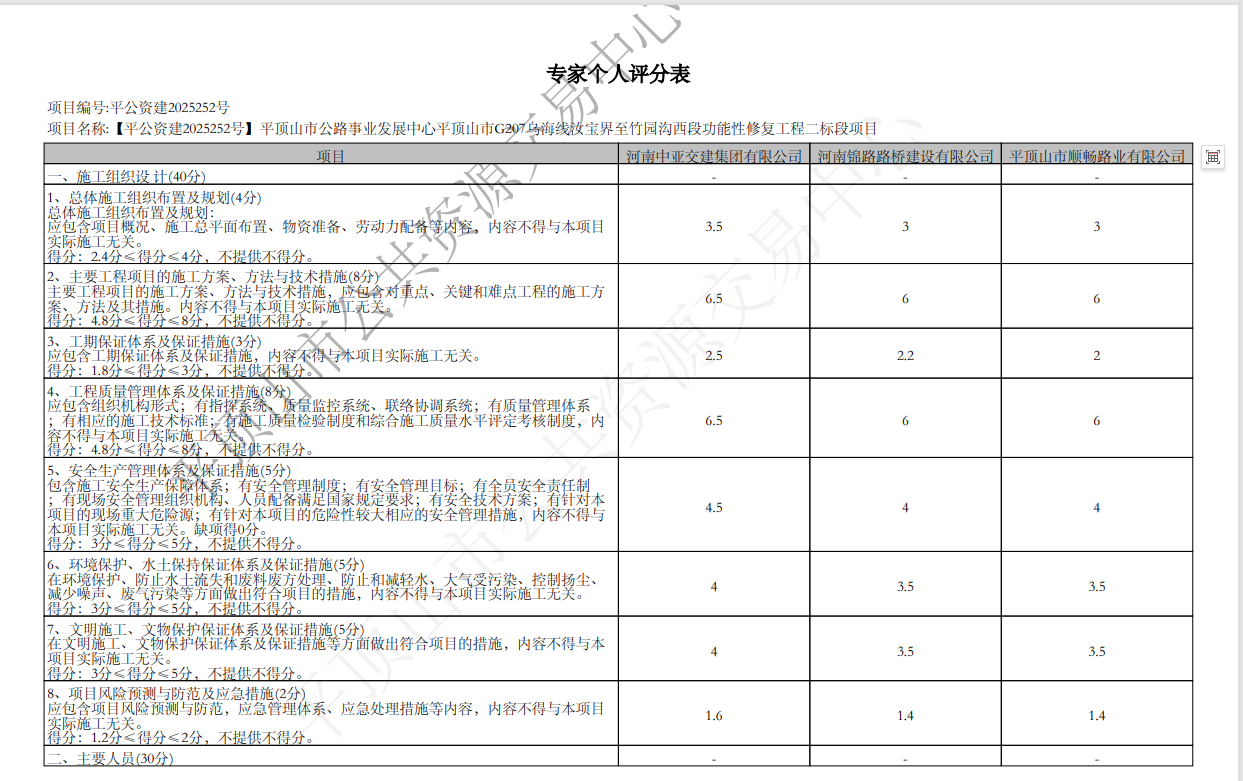 专家个人评分表
项目编号:平公资建2025252号
项目名称:【平公资建2025252号】平顶山市公路事业发展中心平顶山市G207乌海线汝宝界至竹园沟西段功能性修复工程二标段项目
项目 河南中亚交建集团有限公司 河南锦路路桥建设有限公司 平顶山市顺畅路业有限公司
一、施工组织设 计(40分) - - -
1、总体施工组织布置及规划(4分)
总体施工组织布置及规划:
应包含项目概况、施工总平面布置、物资准备、劳动力配备等内容，内容不得与本项目
实际施工无关。
得分：2.4分≤得分≤4分，不提供不得分。
3.5 3 3
2、主要工程项目的施工方案、方法与技术措施(8分)
主要工程项目的施工方案、方法与技术措施，应包含对重点、关键和难点工程的施工方
案、方法及其措施。内容不得与本项目实际施工无关。
得分：4.8分≤得分≤8分，不提供不得分。
6.5 6 6
3、工期保证体系及保证措施(3分)
应包含工期保证体系及保证措施，内容不得与本项目实际施工无关。
得分：1.8分≤得分≤3分，不提供不得分。
2.5 2.2 2
4、工程质量管理体系及保证措施(8分)
应包含组织机构形式；有指挥系统、质量监控系统、联络协调系统；有质量管理体系
；有相应的施工技术标准；有施工质量检验制度和综合施工质量水平评定考核制度，内
容不得与本项目实际施工无关。
得分：4.8分≤得分≤8分，不提供不得分。
6.5 6 6
5、安全生产管理体系及保证措施(5分)
包含施工安全生产保障体系；有安全管理制度；有安全管理目标；有全员安全责任制
；有现场安全管理组织机构、人员配备满足国家规定要求；有安全技术方案；有针对本
项目的现场重大危险源；有针对本项目的危险性较大相应的安全管理措施，内容不得与
本项目实际施工无关。缺项得0分。
得分：3分≤得分≤5分，不提供不得分。
4.5 4 4
6、环境保护、水土保持保证体系及保证措施(5分)
在环境保护、防止水土流失和废料废方处理、防止和减轻水、大气受污染、控制扬尘、
减少噪声、废气污染等方面做出符合项目的措施，内容不得与本项目实际施工无关。
得分：3分≤得分≤5分，不提供不得分。
4 3.5 3.5
7、文明施工、文物保护保证体系及保证措施(5分)
在文明施工、文物保护保证体系及保证措施等方面做出符合项目的措施，内容不得与本
项目实际施工无关。
得分：3分≤得分≤5分，不提供不得分。
4 3.5 3.5
8、项目风险预测与防范及应急措施(2分)
应包含项目风险预测与防范，应急管理体系、应急处理措施等内容，内容不得与本项目
实际施工无关。
得分：1.2分≤得分≤2分，不提供不得分。
1.6 1.4 1.4
二、主要人员(30分) - - -
平顶山市公共资源交易中心
平顶山市公共资源交易中心